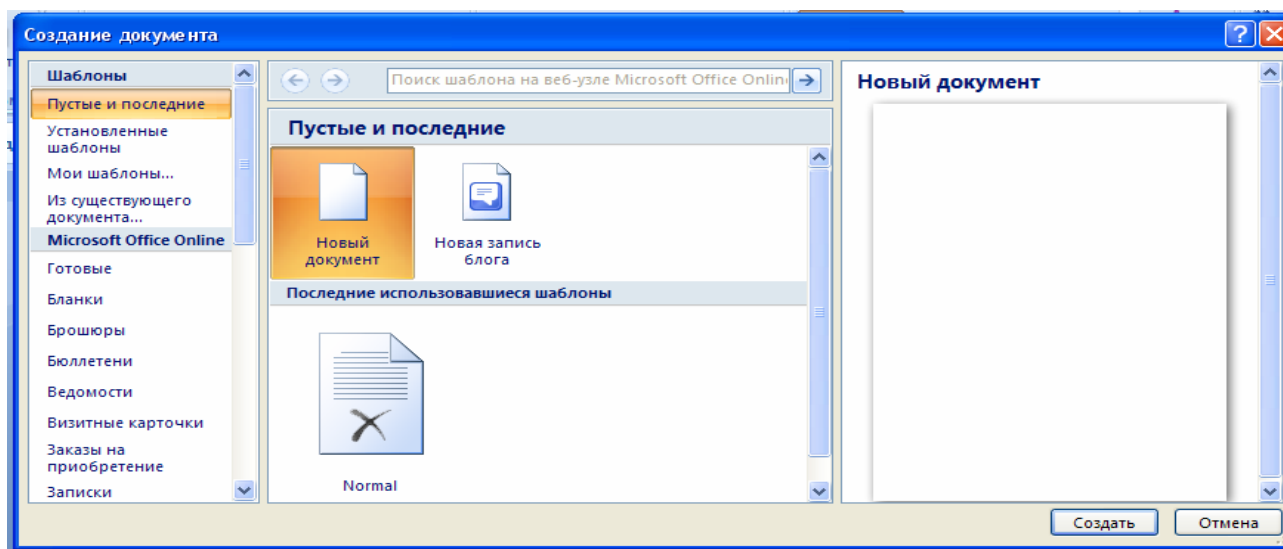 Создание документа
Шаблоны
Пустые и последние
Установленные
шаблоны
Мои шаблоны...
Из существующего
документа...
Microsoft Office Online
Готовые
Бланки
Брошюры
Бюллетени
Ведомости
Визитные карточки
Заказы на
приобретение
Записки
Поиск шаблона на веб-узле Microsoft Office Onlin
Пустые и последние
Новый
документ
Новая запись
блога
Последние использовавшиеся шаблоны
Normal
Новый документ
Создать
Отмена